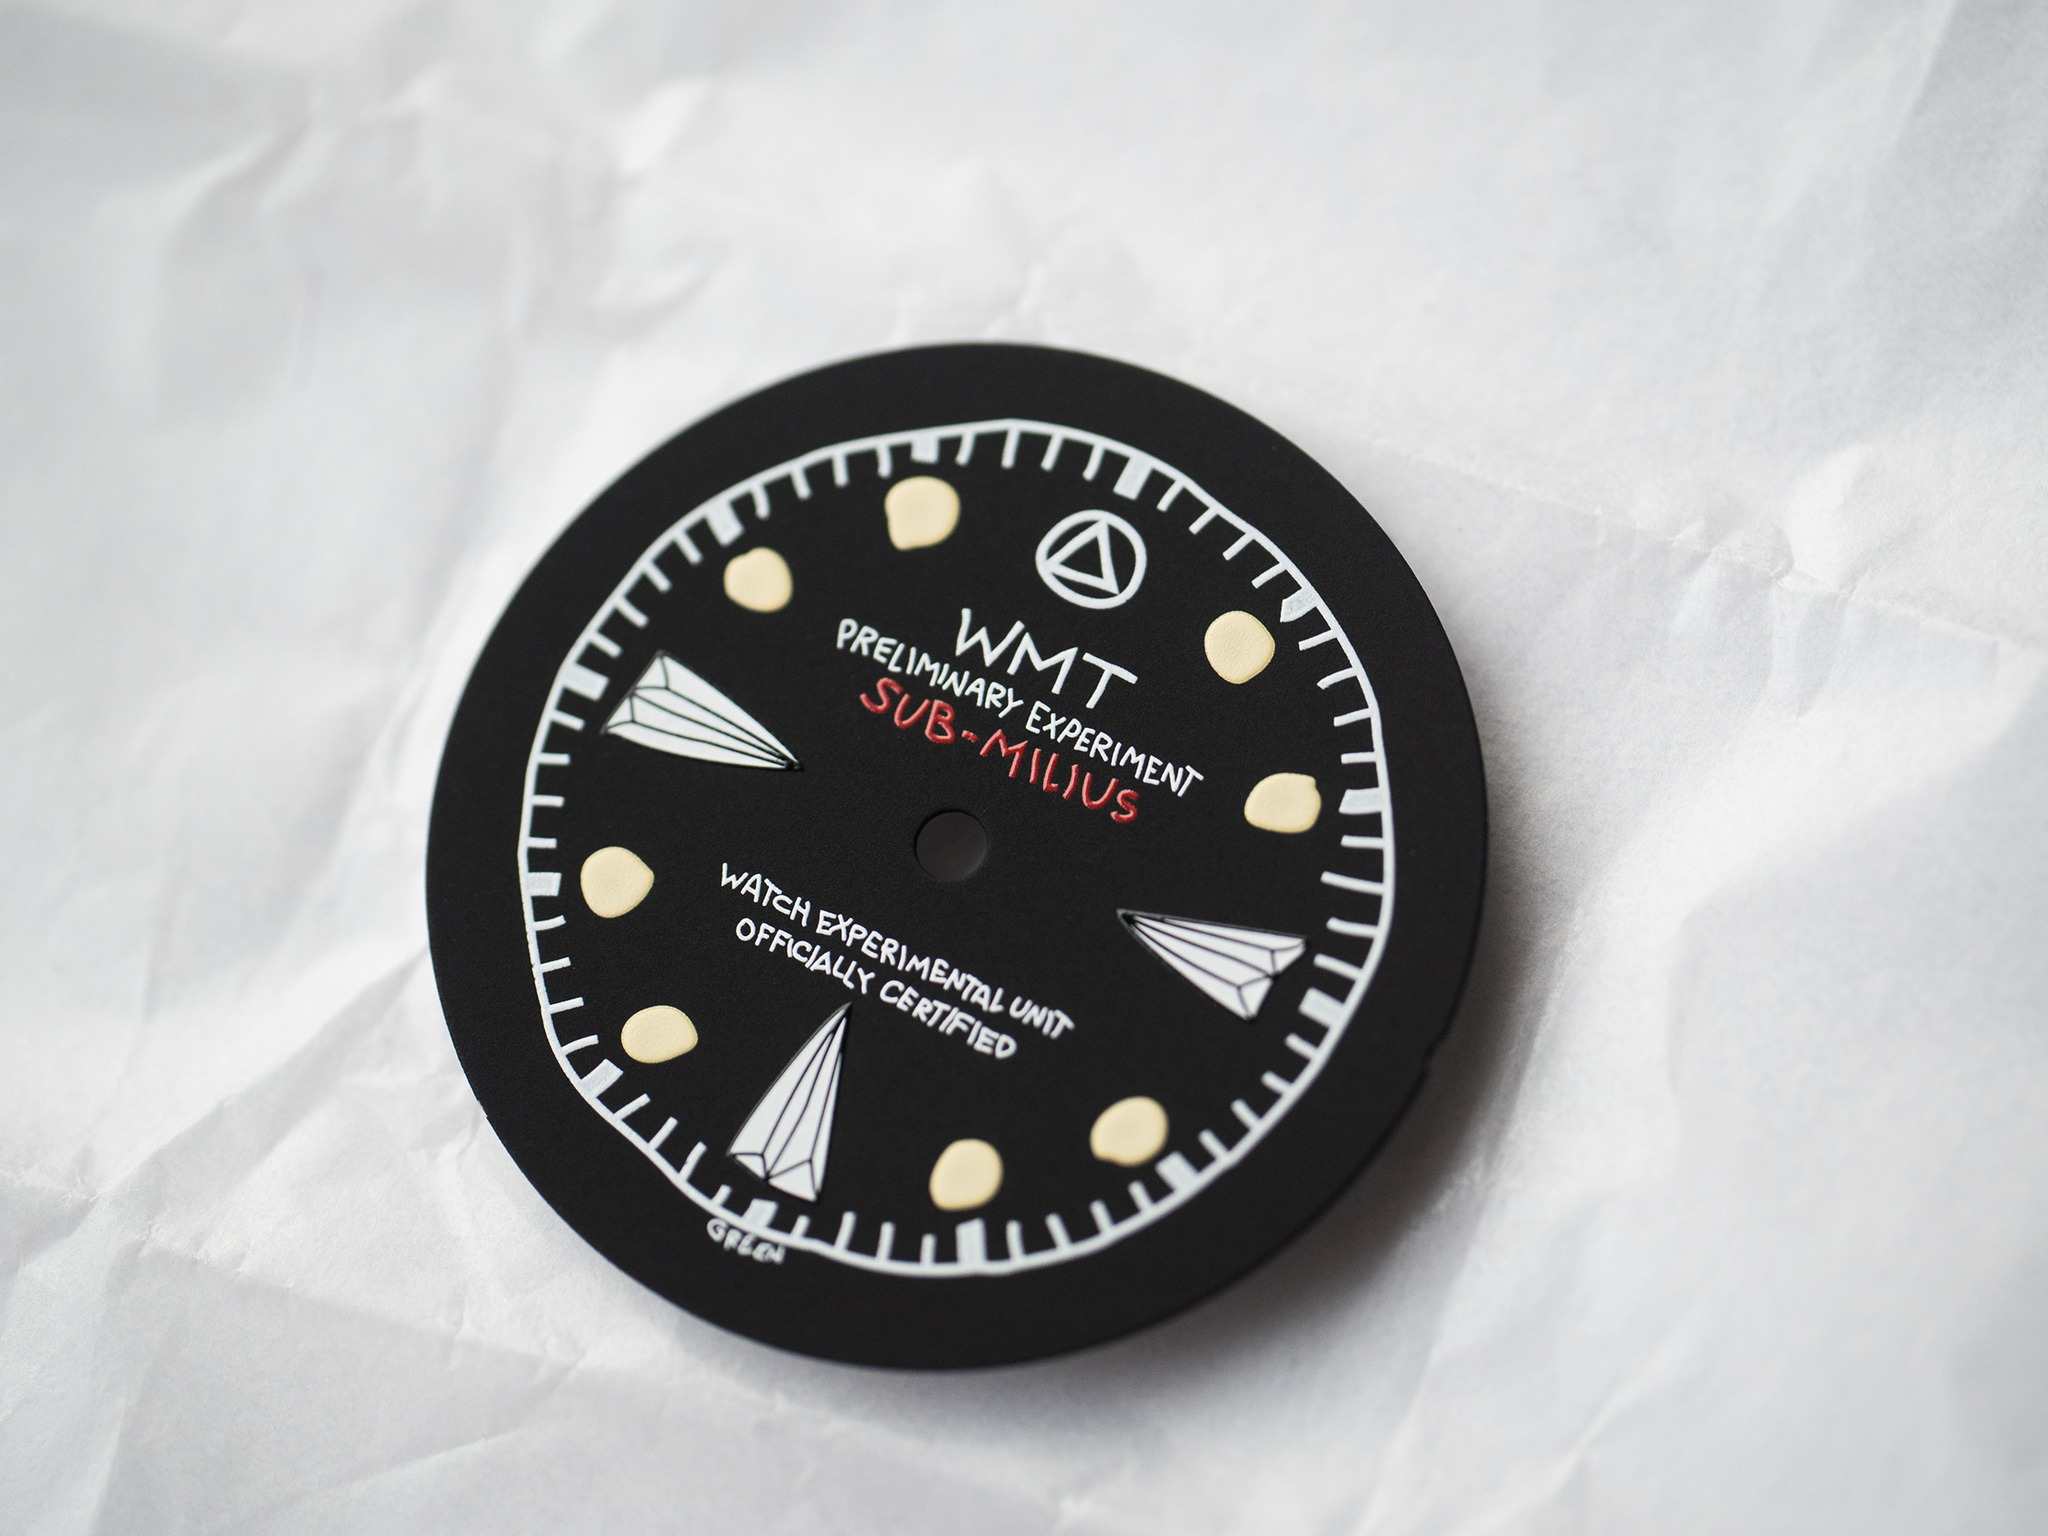 WMT
PRELIMINARY EXPERIMENT
SUB-MILIUS
WATCH EXPERIMENTAL UNIT
OFFICIALLY CERTIFIED
GREEN